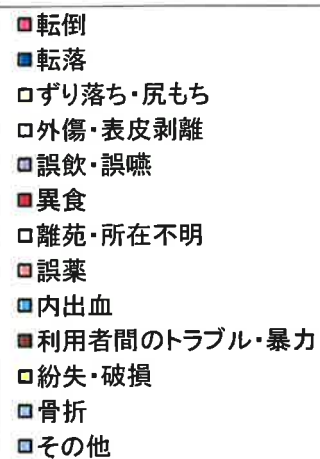 転倒
転落
ずり落ち・尻もち
外傷・表皮剥離
誤飲・誤嚥
異食
離苑・所在不明
誤薬
内出血
利用者間のトラブル・暴力
紛失・破損
骨折
その他